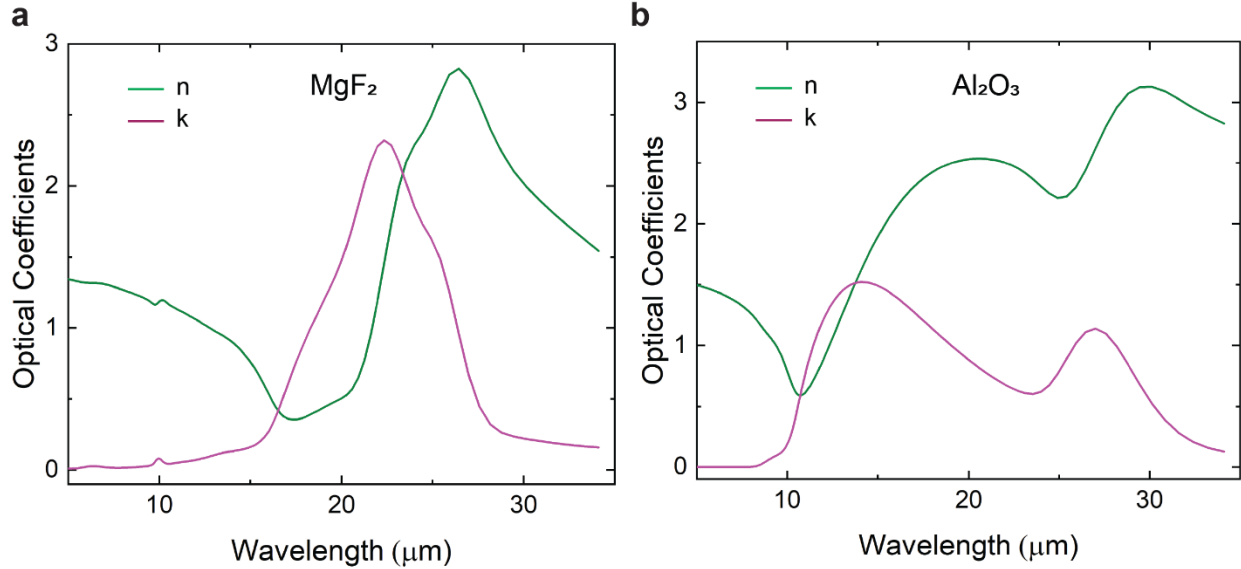 a
MgF₂
n
k
Optical Coefficients
3
2
1
0
10
20
30
Wavelength (μm)
b
Al₂O₃
n
k
Optical Coefficients
3
2
1
0
10
20
30
Wavelength (μm)